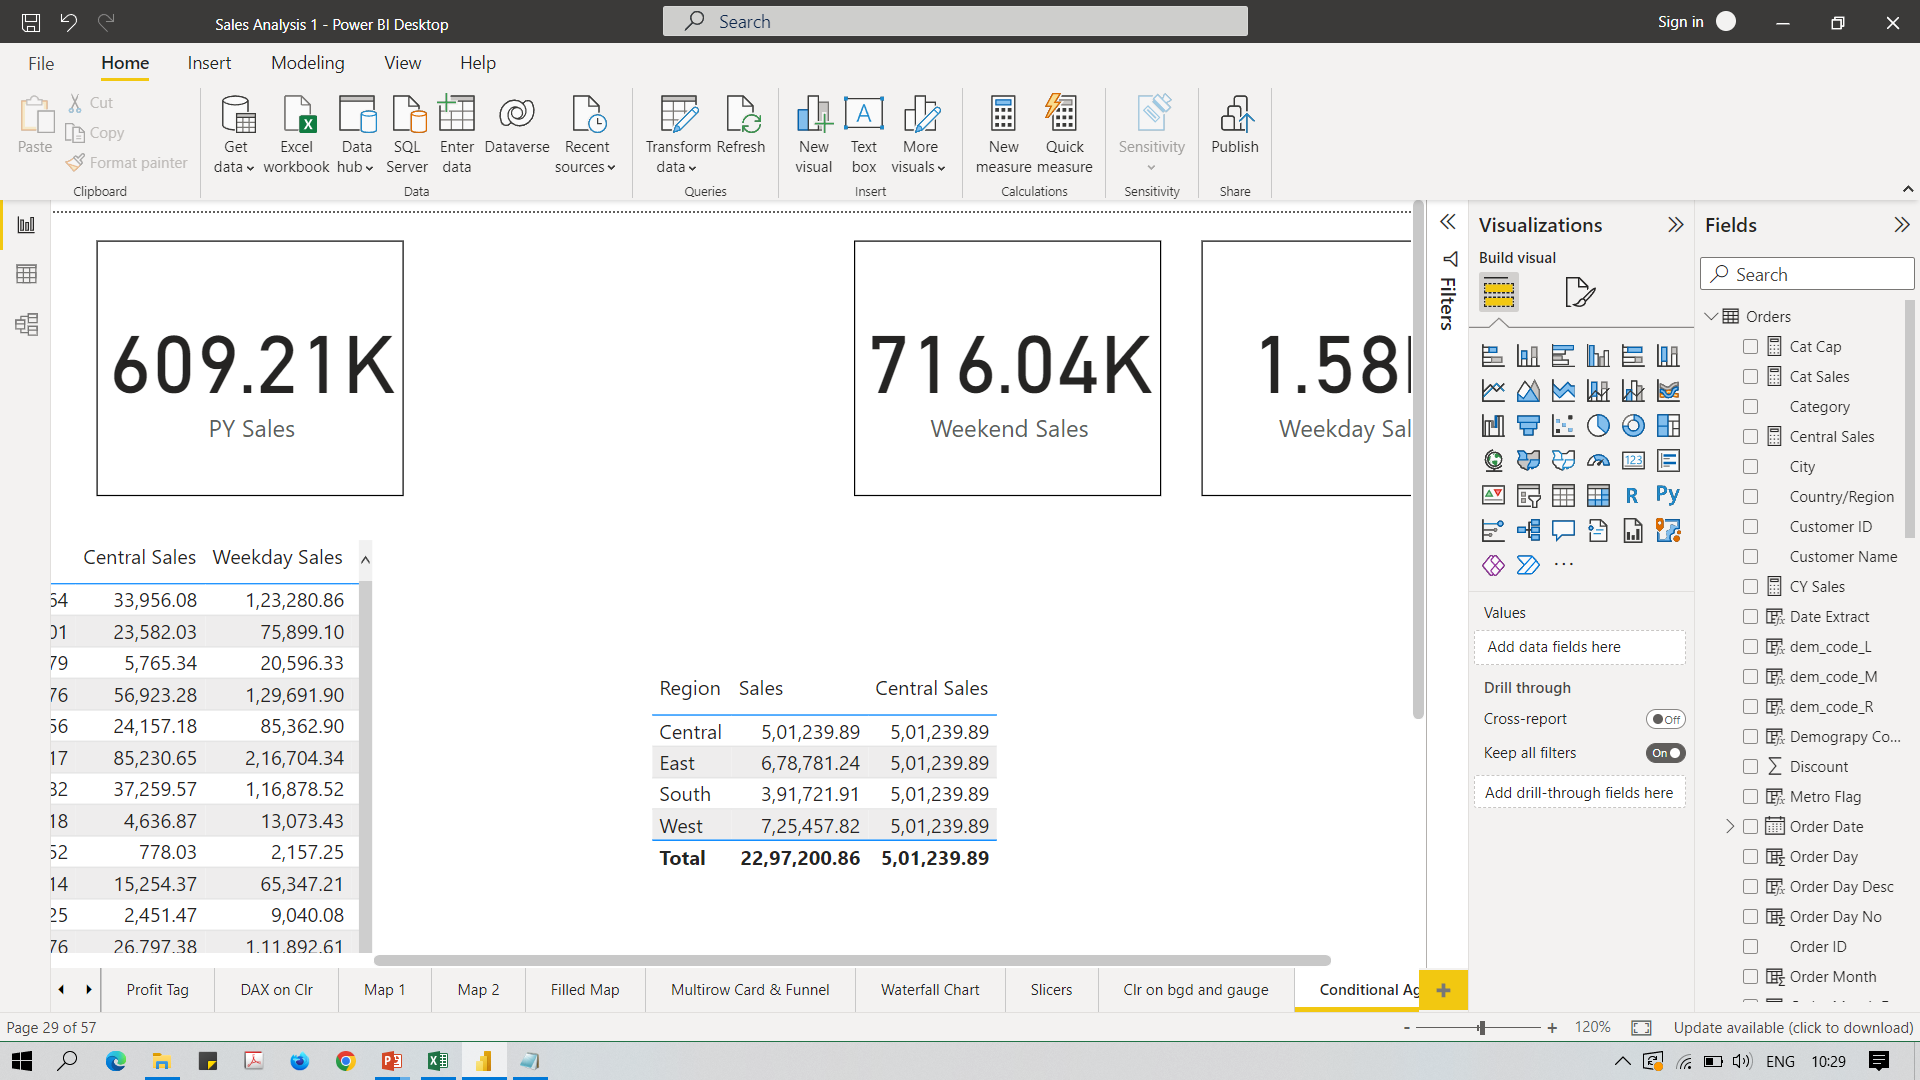 Sales Analysis 1 - Power BI Desktop
Search
Sign in
File Home Insert Modeling View Help
Paste
Cut
Copy
Format painter
Clipboard
Get data
Excel workbook
Data hub
SQL Server
Enter data
Dataverse
Recent sources
Data
Transform data
Refresh
Queries
New visual
Text box
More visuals
Insert
New measure
Quick measure
Calculations
Sensitivity
Sensitivity
Publish
Share
609.21K
PY Sales
716.04K
Weekend Sales
1.58
Weekday Sal
Central Sales Weekday Sales
64 33,956.08 1,23,280.86
01 23,582.03 75,899.10
79 5,765.34 20,596.33
76 56,923.28 1,29,691.90
56 24,157.18 85,362.90
17 85,230.65 2,16,704.34
32 37,259.57 1,16,878.52
18 4,636.87 13,073.43
52 778.03 2,157.25
14 15,254.37 65,347.21
25 2,451.47 9,040.08
76 26,797.38 1,11,892.61
Region Sales Central Sales
Central 5,01,239.89 5,01,239.89
East 6,78,781.24 5,01,239.89
South 3,91,721.91 5,01,239.89
West 7,25,457.82 5,01,239.89
Total 22,97,200.86 5,01,239.89
Filters
Visualizations
Build visual
123
R
Py
...
Values
Add data fields here
Drill through
Cross-report
Off
Keep all filters
On
Add drill-through fields here
Fields
Search
Orders
Cat Cap
Cat Sales
Category
Central Sales
City
Country/Region
Customer ID
Customer Name
CY Sales
Date Extract
dem_code_L
dem_code_M
dem_code_R
Demograpy Co...
Discount
Metro Flag
Order Date
Order Day
Order Day Desc
Order Day No
Order ID
Order Month
Profit Tag
DAX on Clr
Map 1
Map 2
Filled Map
Multirow Card & Funnel
Waterfall Chart
Slicers
Clr on bgd and gauge
Conditional Ag
+
Page 29 of 57
- + 120%
Update available (click to download)
ENG 10:29